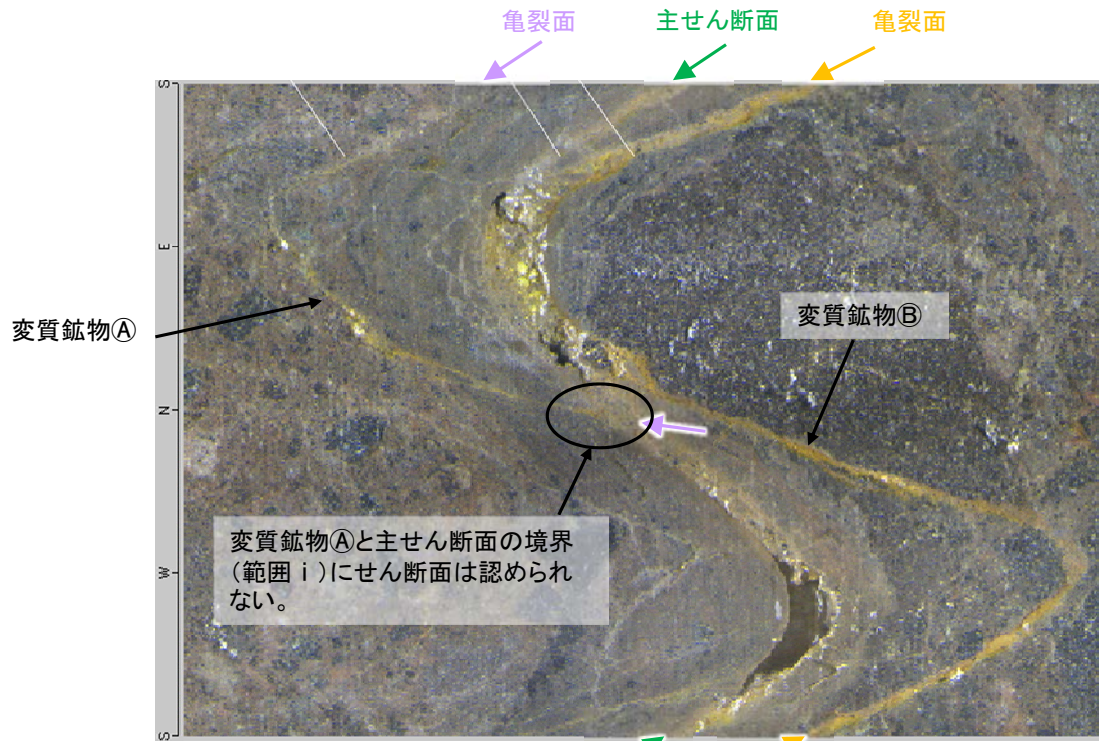 亀裂面
主せん断面
亀裂面
S
E
変質鉱物Ⓐ
変質鉱物Ⓑ
N
変質鉱物Ⓐと主せん断面の境界
(範囲ⅰ)にせん断面は認められ
ない。
W
S